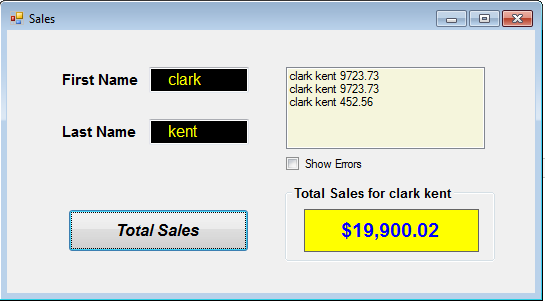 Sales
First Name
clark
Last Name
kent
Total Sales
clark kent 9723.73
clark kent 9723.73
clark kent 452.56
Show Errors
Total Sales for clark kent
$19,900.02